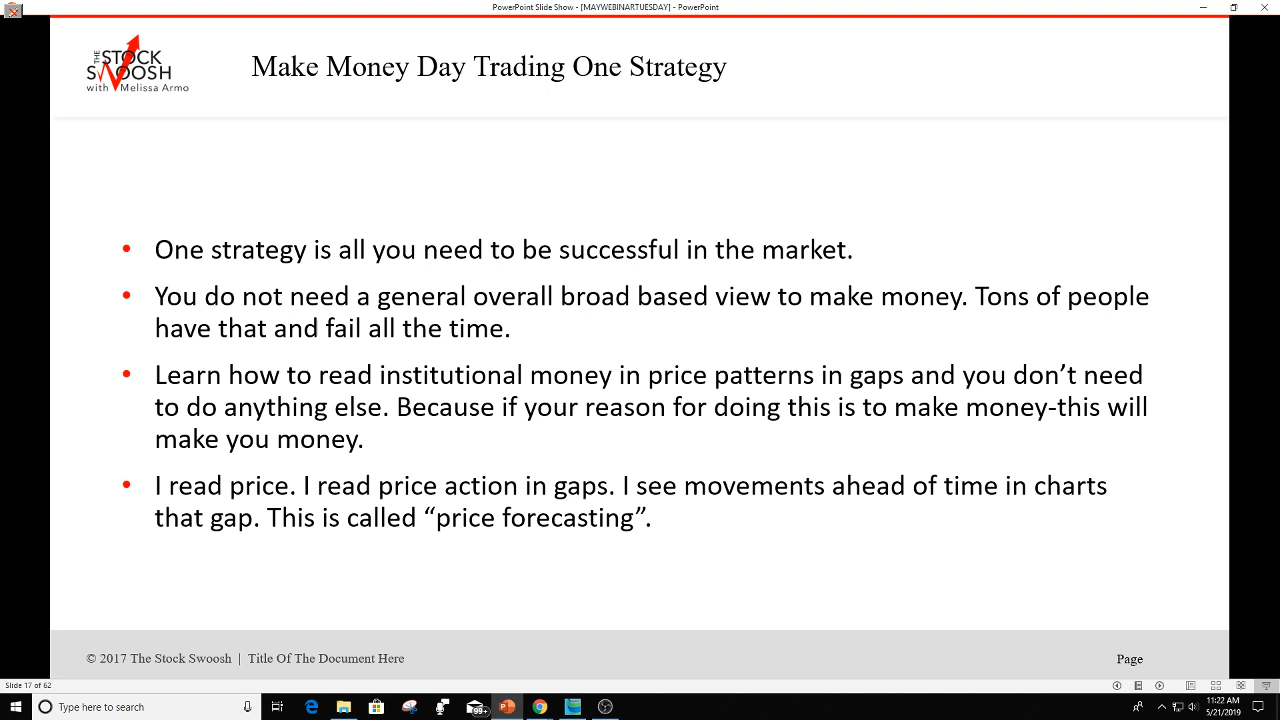 PowerPoint Slide Show - [MAYWEBINARTUESDAY] - PowerPoint
THE
STOCK
SWOOSH
with Melissa Armo
Make Money Day Trading One Strategy
• One strategy is all you need to be successful in the market.
• You do not need a general overall broad based view to make money. Tons of people
have that and fail all the time.
• Learn how to read institutional money in price patterns in gaps and you don’t need
to do anything else. Because if your reason for doing this is to make money-this will
make you money.
• I read price. I read price action in gaps. I see movements ahead of time in charts
that gap. This is called “price forecasting”.
© 2017 The Stock Swoosh | Title Of The Document Here
Page
Slide 17 of 62
Type here to search
99+
11:22 AM
5/21/2019